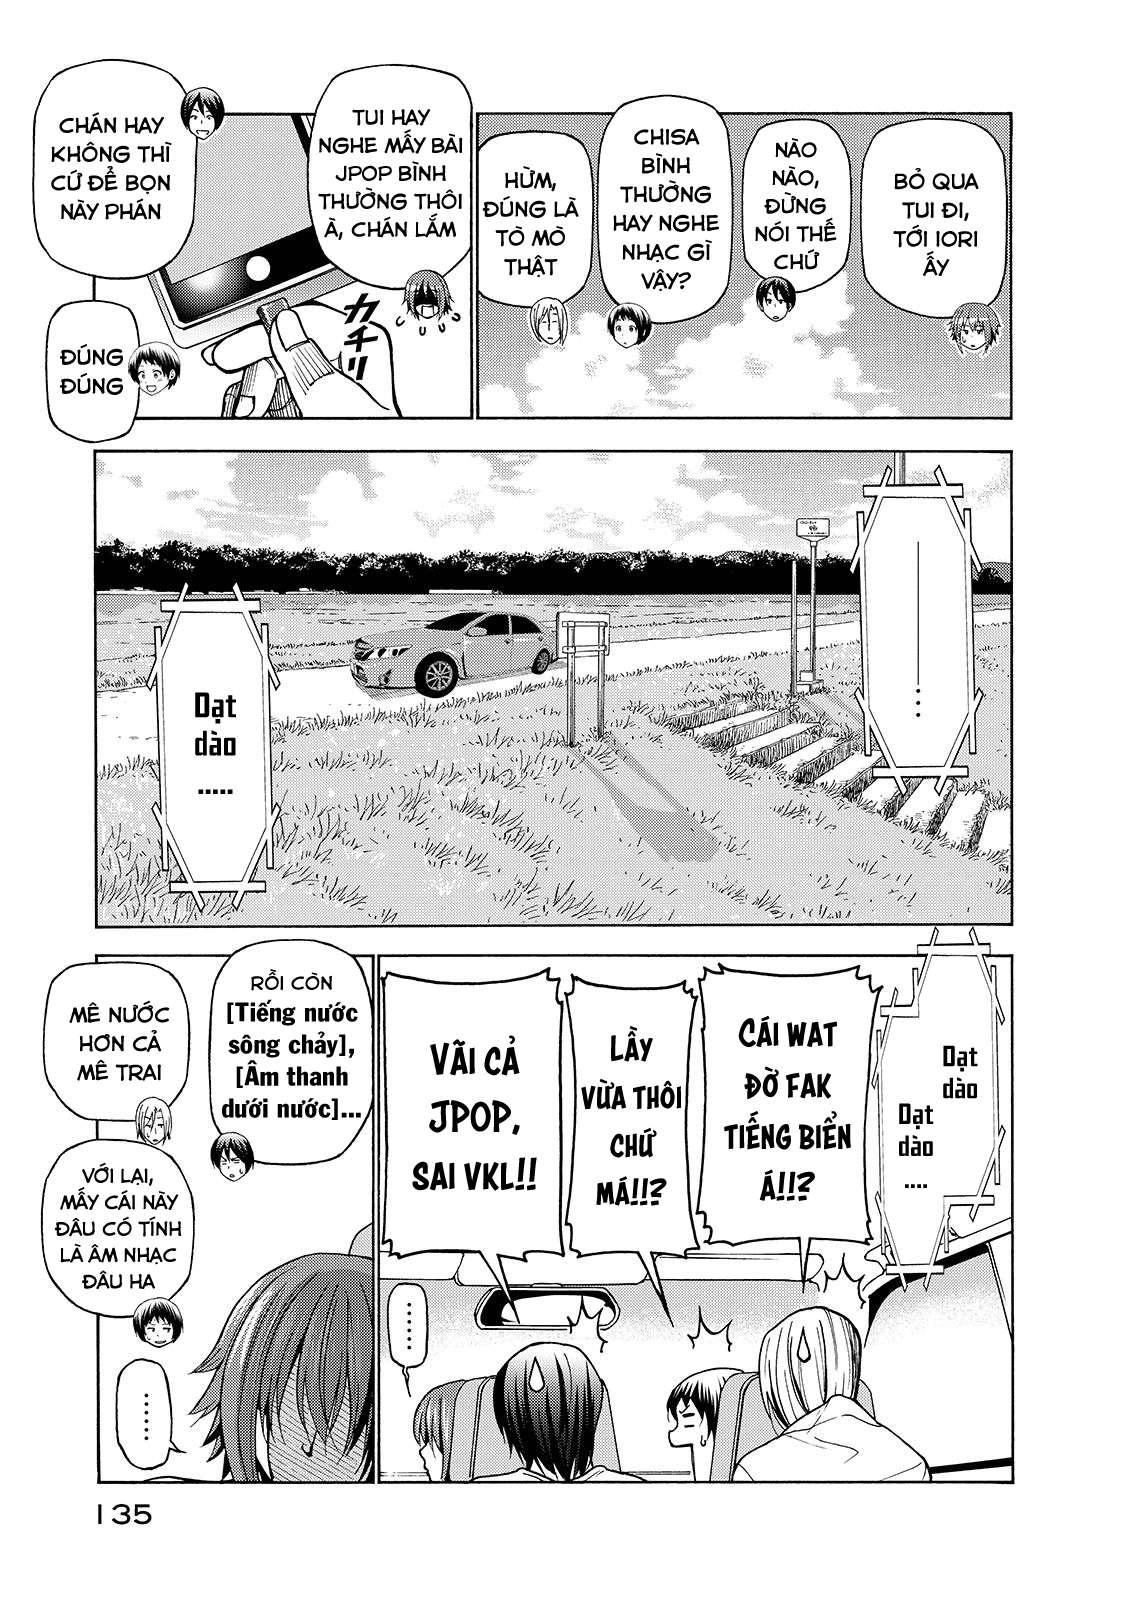 BỎ QUA
TUI ĐI,
TỚI IORI
ẤY
NÀO
NÀO,
ĐỪNG
NÓI THẾ
CHỨ
CHISA
BÌNH
THƯỜNG
HAY NGHE
NHẠC GÌ
VẬY?
HỪM,
ĐÚNG LÀ
TÒ MÒ
THẬT
TUI HAY
NGHE MẤY BÀI
JPOP BÌNH
THƯỜNG THÔI
À, CHÁN LẮM
カチリ
CHÁN HAY
KHÔNG THÌ
CỨ ĐỂ BỌN
NÀY PHÁN
ĐÚNG
ĐÚNG
Dạt
dào
.....
Dạt
dào
Dạt
dào
....
CÁI WAT
ĐỜ FAK
TIẾNG BIỂN
Á!!?
LẦY
VỪA THÔI
CHỨ
MÁ!!?
VÃI CẢ
JPOP,
SAI VKL!!
RỒI CÒN
[Tiếng nước
sông chảy],
[Âm thanh
dưới nước]...
MÊ NƯỚC
HƠN CẢ
MÊ TRAI
VỚI LẠI,
MẤY CÁI NÀY
ĐÂU CÓ TÍNH
LÀ ÂM NHẠC
ĐÂU HA
135